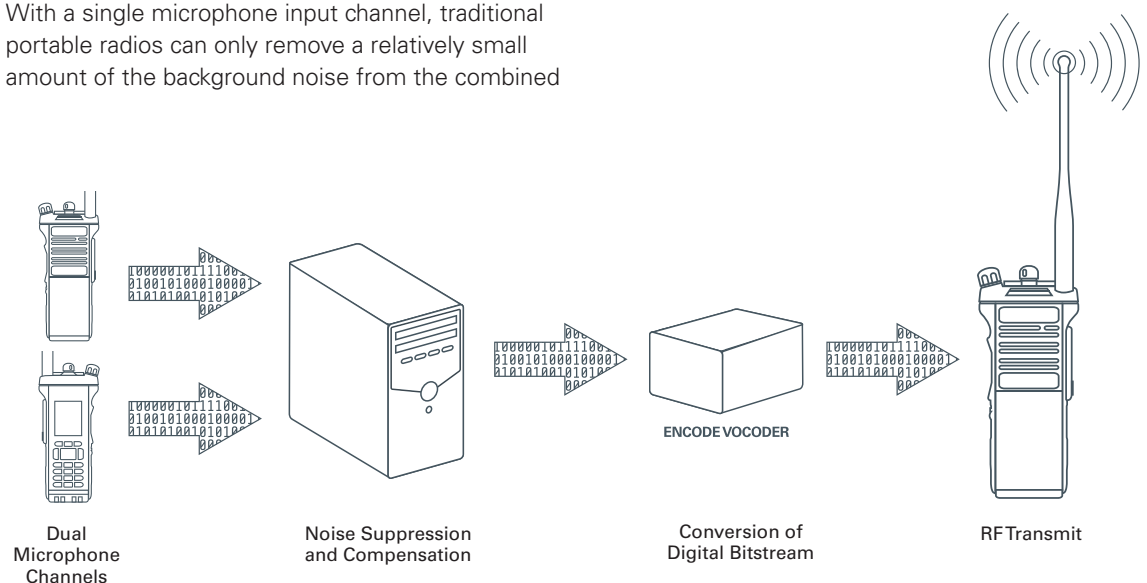 With a single microphone input channel, traditional
portable radios can only remove a relatively small
amount of the background noise from the combined
ENCODE VOCODER
Dual
Microphone
Channels
Noise Suppression
and Compensation
Conversion of
Digital Bitstream
RF Transmit